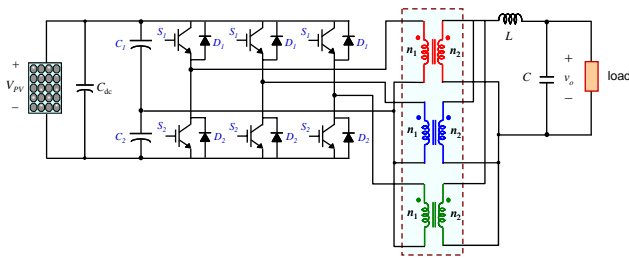 +
V_PV
−
C_dc
C_1
C_2
S_1
D_1
S_1
D_1
S_1
D_1
S_2
D_2
S_2
D_2
S_2
D_2
n_1
n_2
n_1
n_2
n_1
n_2
L
C
+
v_o
−
load